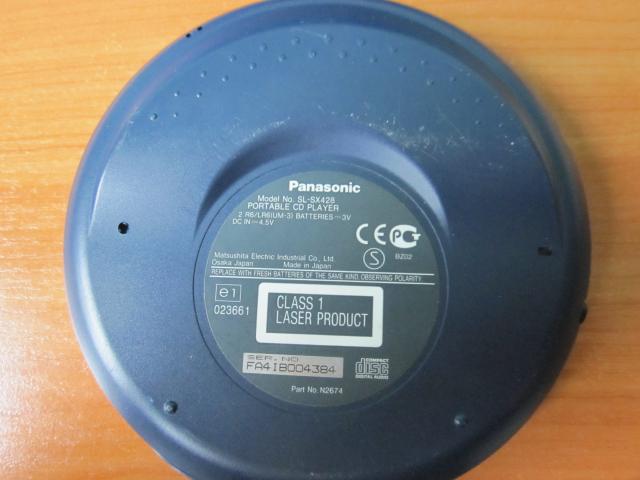 Panasonic
Model No. SL-SX428
PORTABLE CD PLAYER
2 R6/LR6(UM-3) BATTERIES⎓3V
DC IN⎓4.5V
CE PG
S BZ02
Matsushita Electric Industrial Co., Ltd.
Osaka Japan Made in Japan
REPLACE WITH FRESH BATTERIES OF THE SAME KIND, OBSERVING POLARITY.
e1
023661
CLASS 1
LASER PRODUCT
SER. NO
FA4IB004384
COMPACT
disc
DIGITAL AUDIO
Part No. N2674